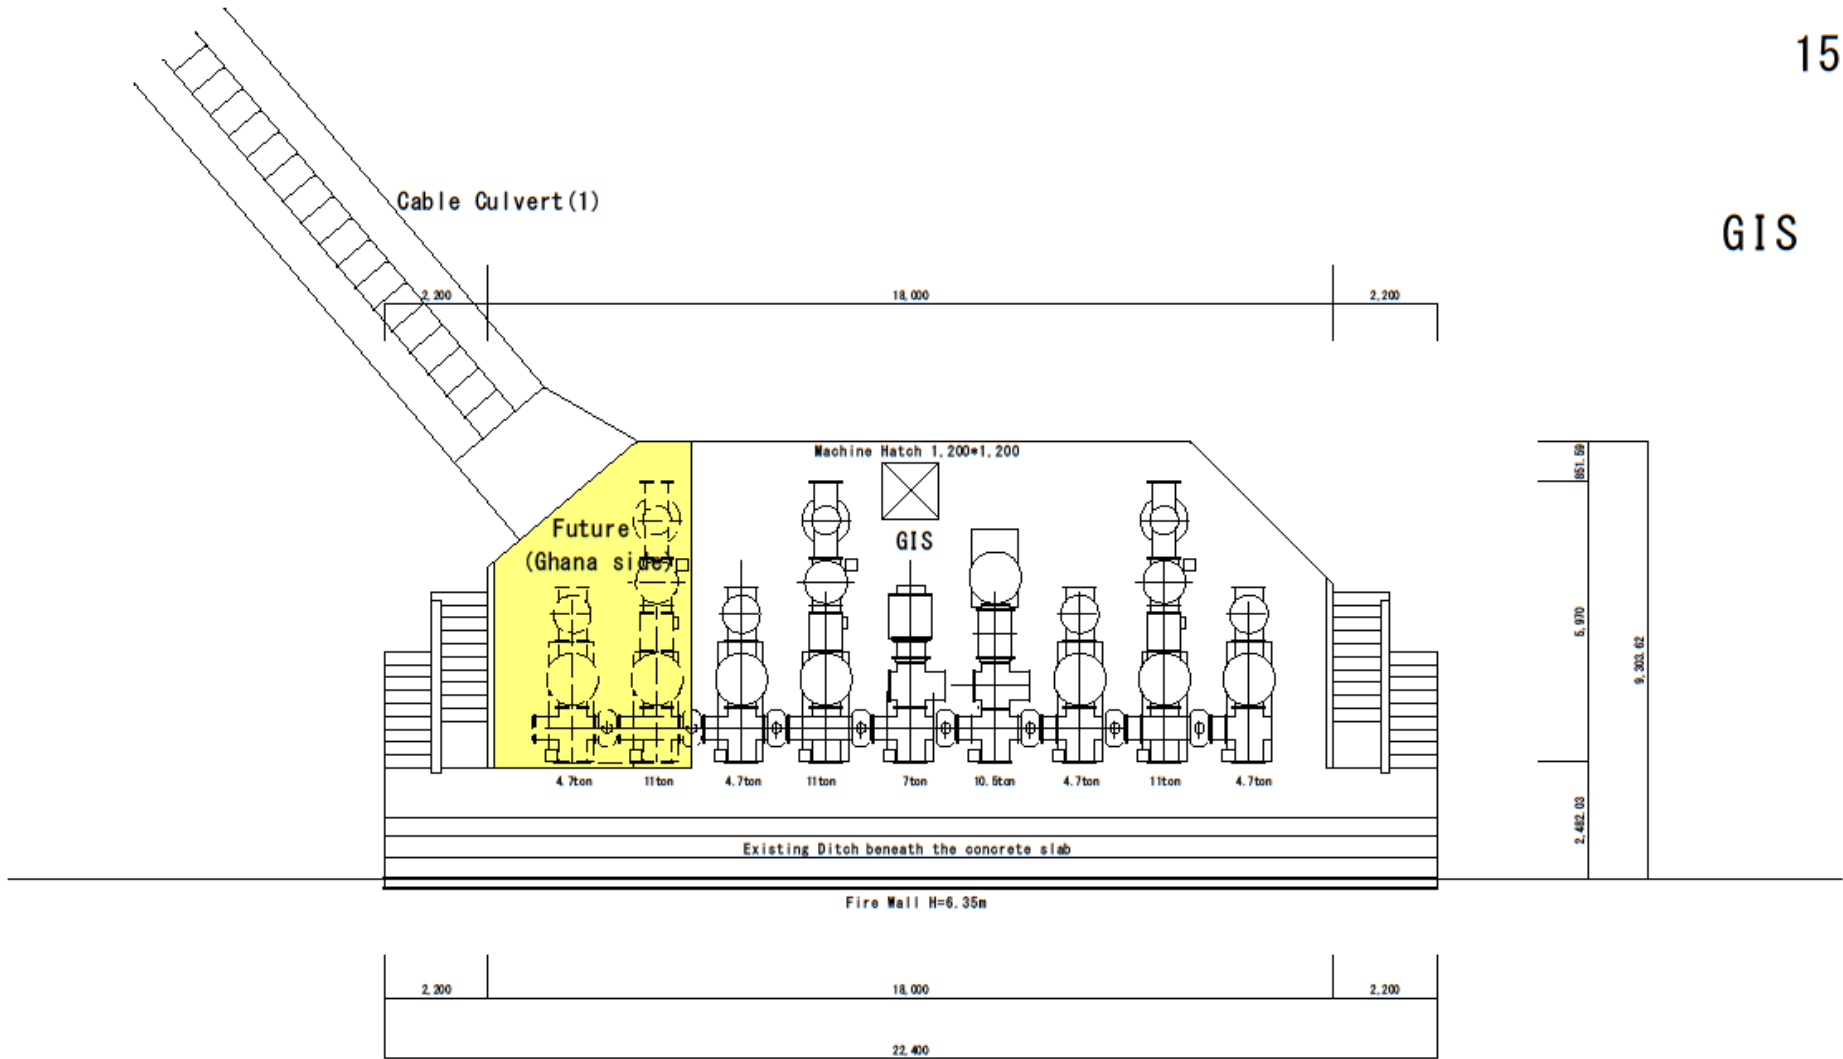 15
Cable Culvert(1)
GIS
2,200
18,000
2,200
Machine Hatch 1,200*1,200
851.59
Future
(Ghana side)
GIS
5,970
9,303.62
4.7ton
11ton
4.7ton
11ton
7ton
10.5ton
4.7ton
11ton
4.7ton
2,482.03
Existing Ditch beneath the concrete slab
Fire Wall H=6.35m
2,200
18,000
2,200
22,400